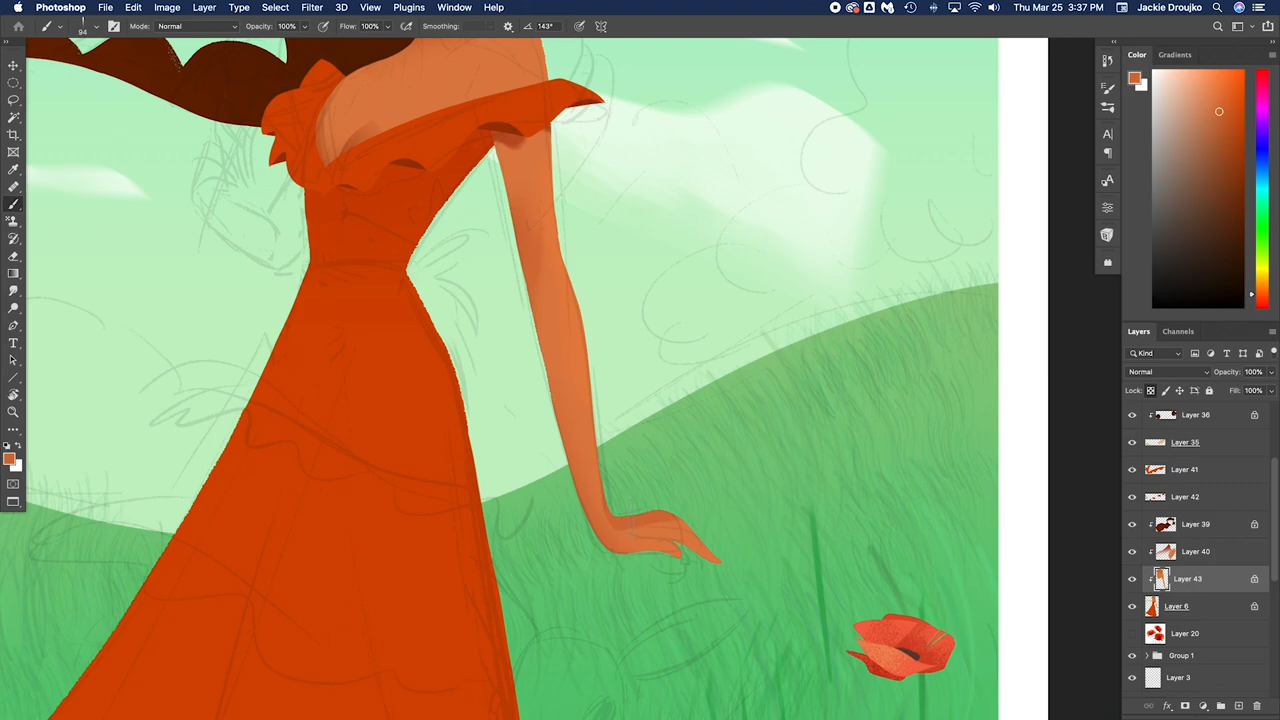 Photoshop File Edit Image Layer Type Select Filter 3D View Plugins Window Help Thu Mar 25 3:37 PM Jackie Droujko
94 Mode: Normal Opacity: 100% Flow: 100% Smoothing: 143°
Color Gradients
Layers Channels
Kind
Normal Opacity: 100%
Lock: Fill: 100%
Layer 36
Layer 35
Layer 41
Layer 42
Layer 39
Layer 40
Layer 43
Layer 6
Layer 20
Group 1
Layer 3